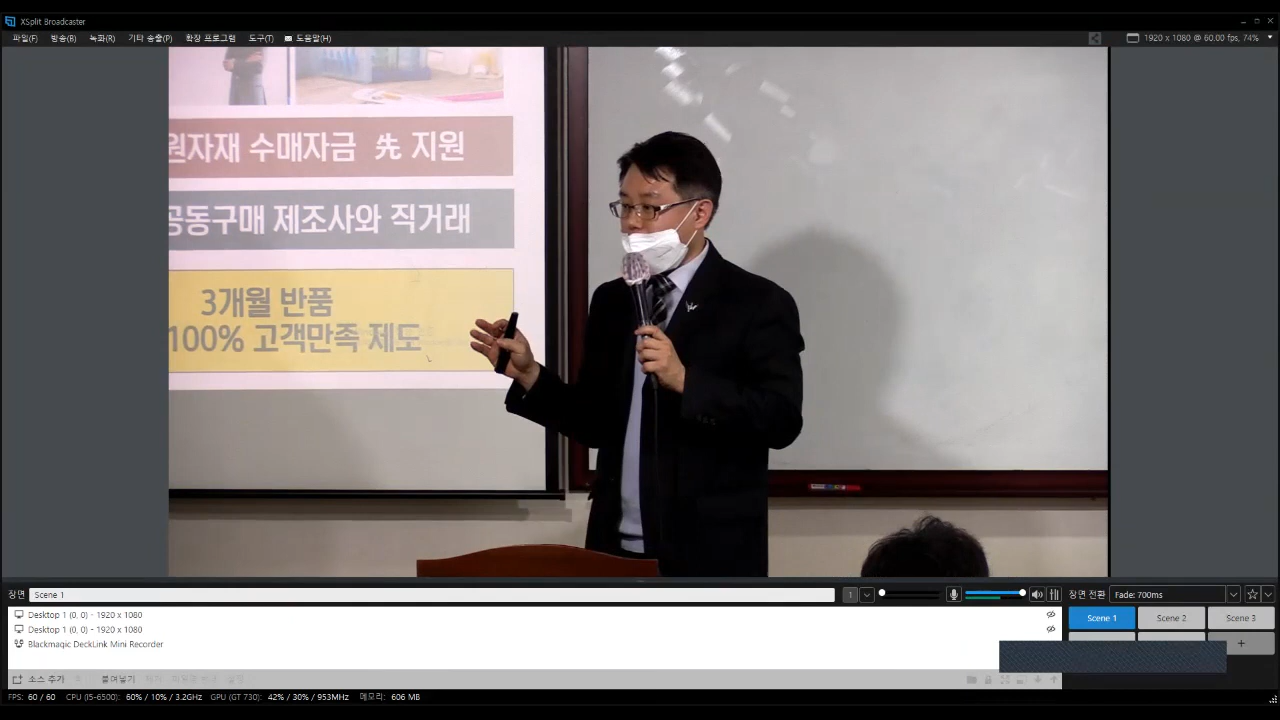 XSplit Broadcaster
파일(F) 방송(B) 녹화(R) 기타 송출(P) 확장 프로그램 도구(T) 도움말(H)
1920 x 1080 @ 60.00 fps, 74%
원자재 수매자금 先 지원
공동구매 제조사와 직거래
3개월 반품
100% 고객만족 제도
장면 Scene 1
1
장면 전환 Fade: 700ms
Desktop 1 (0, 0) - 1920 x 1080
Desktop 1 (0, 0) - 1920 x 1080
Blackmagic DeckLink Mini Recorder
Scene 1 Scene 2 Scene 3
소스 추가 붙여넣기
FPS: 60 / 60 CPU (i5-6500): 60% / 10% / 3.2GHz GPU (GT 730): 42% / 30% / 953MHz 메모리: 606 MB